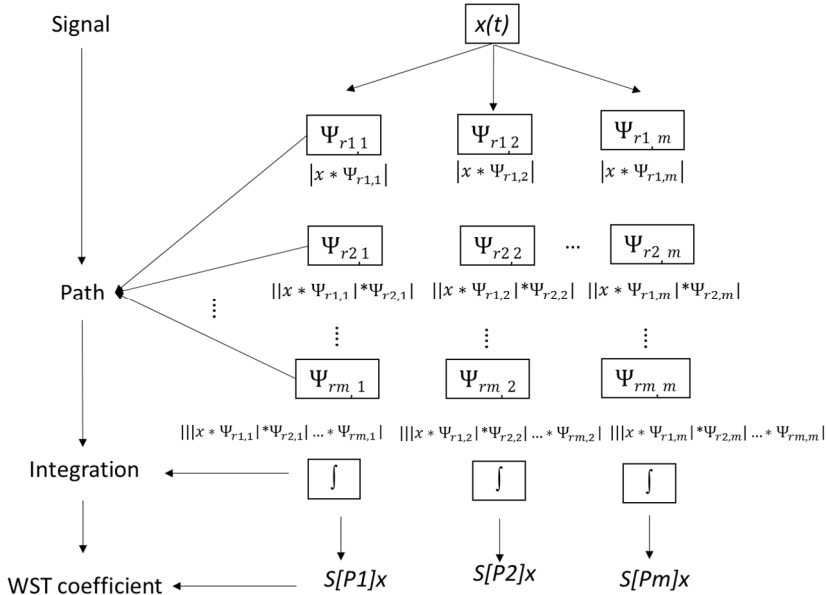 Signal
x(t)
Ψr1,1 Ψr1,2 Ψr1,m
|x * Ψr1,1| |x * Ψr1,2| |x * Ψr1,m|
Ψr2,1 Ψr2,2 ... Ψr2,m
Path
||x * Ψr1,1|*Ψr2,1| ||x * Ψr1,2|*Ψr2,2| ||x * Ψr1,m|*Ψr2,m|
Ψrm,1 Ψrm,2 Ψrm,m
|||x * Ψr1,1|*Ψr2,1| ... * Ψrm,1| |||x * Ψr1,2|*Ψr2,2| ... * Ψrm,2| |||x * Ψr1,m|*Ψr2,m| ... * Ψrm,m|
Integration
∫ ∫ ∫
WST coefficient
S[P1]x S[P2]x S[Pm]x